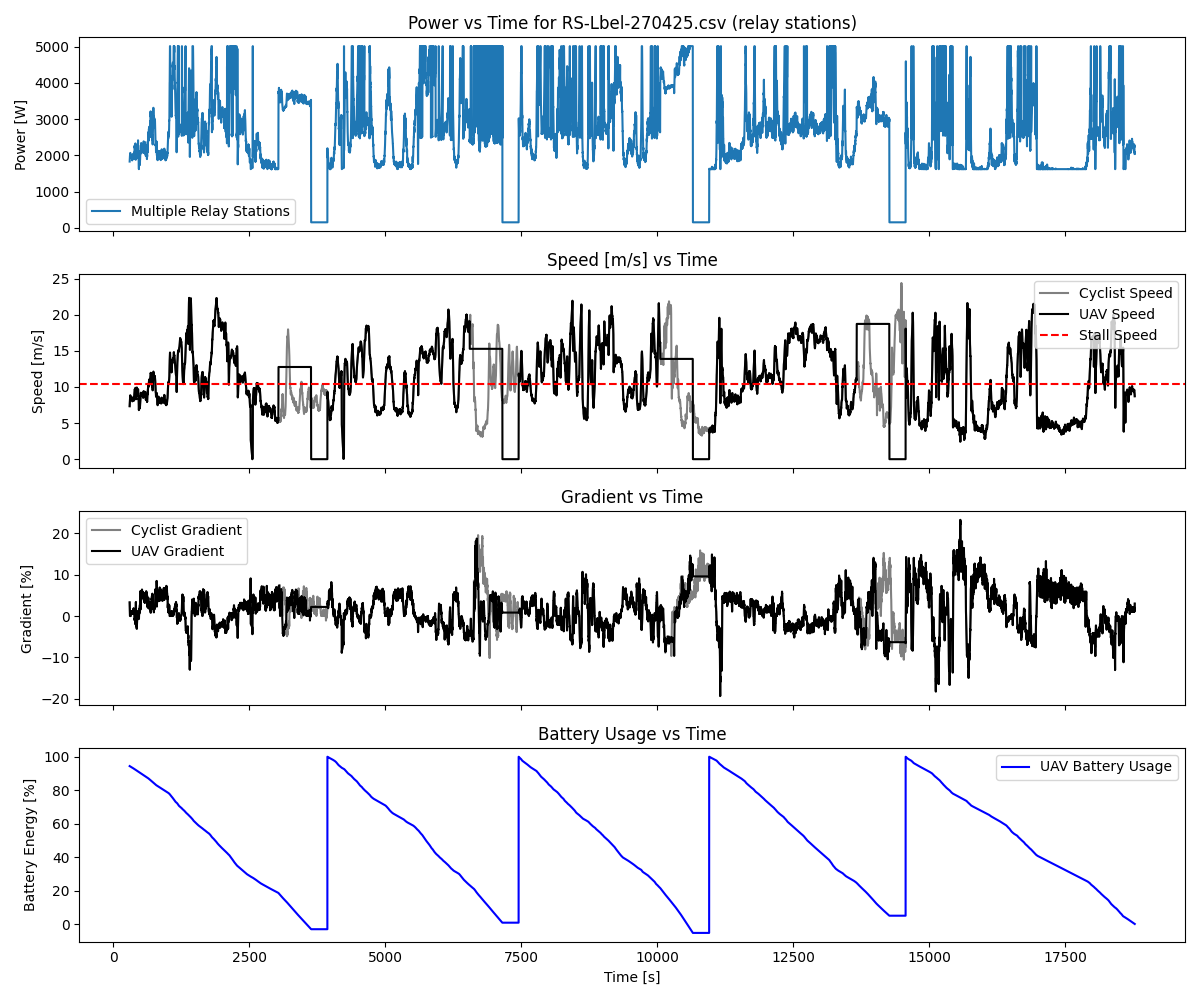 Power vs Time for RS-Lbel-270425.csv (relay stations)
Power [W]
5000
4000
3000
2000
1000
0
Multiple Relay Stations
Speed [m/s] vs Time
Speed [m/s]
25
20
15
10
5
0
Cyclist Speed
UAV Speed
Stall Speed
Gradient vs Time
Gradient [%]
20
10
0
−10
−20
Cyclist Gradient
UAV Gradient
Battery Usage vs Time
Battery Energy [%]
100
80
60
40
20
0
UAV Battery Usage
0 2500 5000 7500 10000 12500 15000 17500
Time [s]